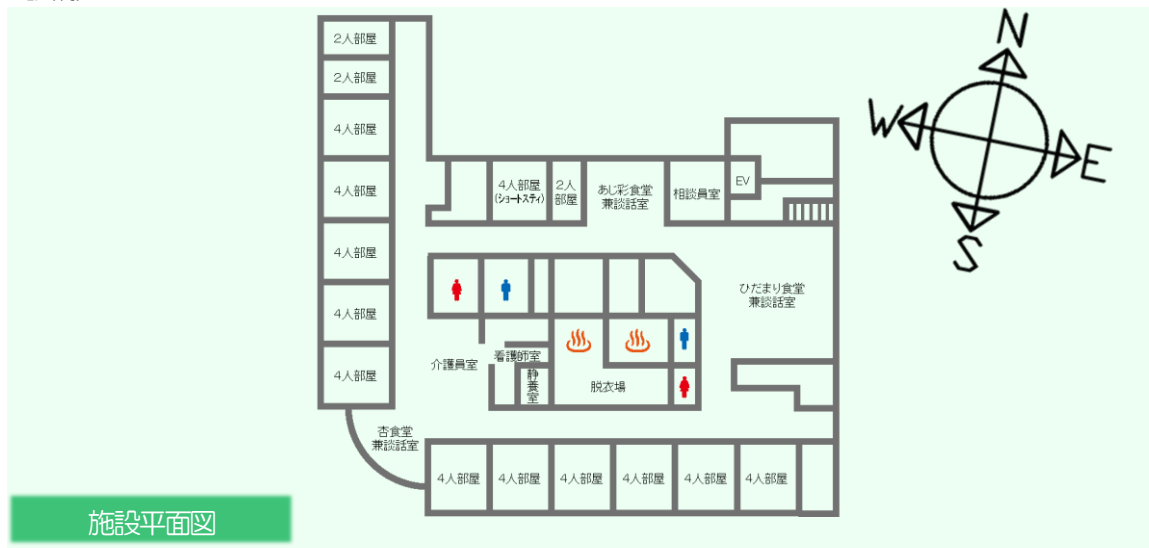 2人部屋
2人部屋
4人部屋
4人部屋
4人部屋
4人部屋
4人部屋
4人部屋
(ショートスティ)
2人
部屋
あじ彩食堂
兼談話室
相談員室
EV
ひだまり食堂
兼談話室
介護員室
看護師室
静養室
脱衣場
杏食堂
兼談話室
4人部屋
4人部屋
4人部屋
4人部屋
4人部屋
4人部屋
N
W
E
S
施設平面図